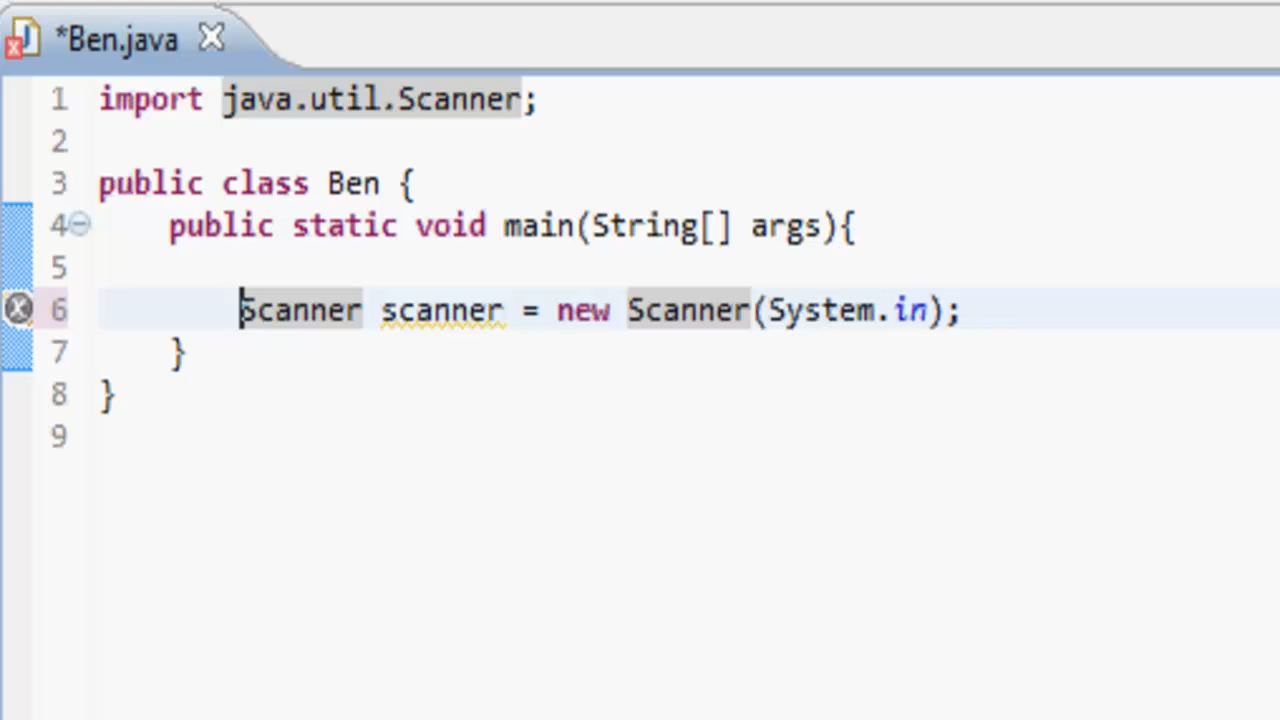 *Ben.java
1 import java.util.Scanner;
2
3 public class Ben {
4 public static void main(String[] args){
5
6 Scanner scanner = new Scanner(System.in);
7 }
8 }
9